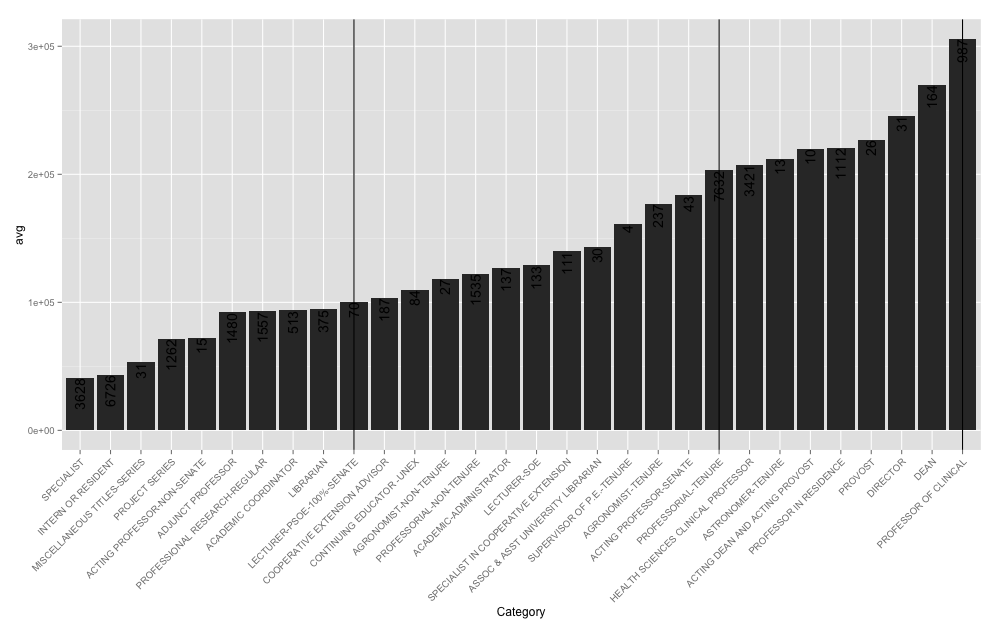 3e+05
2e+05
1e+05
0e+00
avg
3628
6726
31
1262
15
1480
1557
513
375
70
187
84
27
1535
137
133
111
30
4
237
43
7632
3421
13
10
1112
26
31
164
987
SPECIALIST
INTERN OR RESIDENT
MISCELLANEOUS TITLES-SERIES
PROJECT SERIES
ACTING PROFESSOR-NON-SENATE
ADJUNCT PROFESSOR
PROFESSIONAL RESEARCH-REGULAR
ACADEMIC COORDINATOR
LIBRARIAN
LECTURER-PSOE-100%-SENATE
COOPERATIVE EXTENSION ADVISOR
CONTINUING EDUCATOR.-UNEX
AGRONOMIST-NON-TENURE
PROFESSORIAL-NON-TENURE
ACADEMIC-ADMINISTRATOR
LECTURER-SOE
SPECIALIST IN COOPERATIVE EXTENSION
ASSOC & ASST UNIVERSITY LIBRARIAN
SUPERVISOR OF P.E.-TENURE
AGRONOMIST-TENURE
ACTING PROFESSOR-SENATE
PROFESSORIAL-TENURE
HEALTH SCIENCES CLINICAL PROFESSOR
ASTRONOMER-TENURE
ACTING DEAN AND ACTING PROVOST
PROFESSOR IN RESIDENCE
PROVOST
DIRECTOR
DEAN
PROFESSOR OF CLINICAL
Category